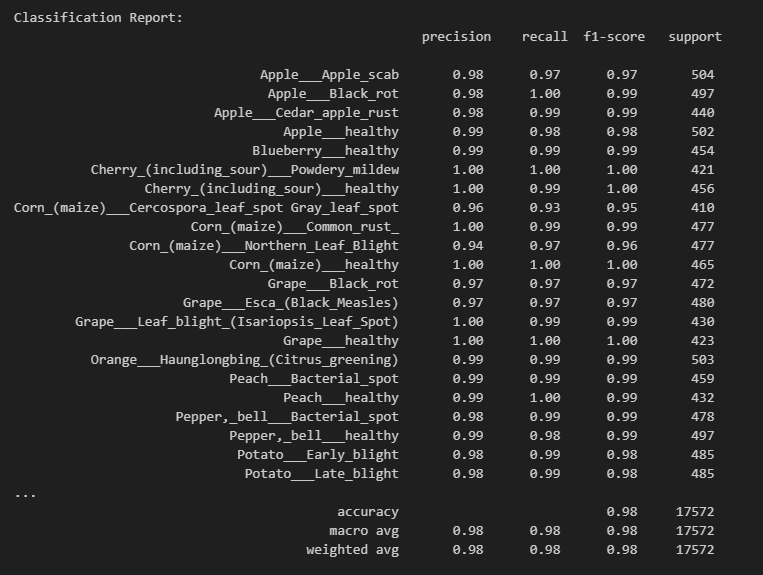 Classification Report:
precision recall f1-score support
Apple___Apple_scab 0.98 0.97 0.97 504
Apple___Black_rot 0.98 1.00 0.99 497
Apple___Cedar_apple_rust 0.98 0.99 0.99 440
Apple___healthy 0.99 0.98 0.98 502
Blueberry___healthy 0.99 0.99 0.99 454
Cherry_(including_sour)___Powdery_mildew 1.00 1.00 1.00 421
Cherry_(including_sour)___healthy 1.00 0.99 1.00 456
Corn_(maize)___Cercospora_leaf_spot Gray_leaf_spot 0.96 0.93 0.95 410
Corn_(maize)___Common_rust_ 1.00 0.99 0.99 477
Corn_(maize)___Northern_Leaf_Blight 0.94 0.97 0.96 477
Corn_(maize)___healthy 1.00 1.00 1.00 465
Grape___Black_rot 0.97 0.97 0.97 472
Grape___Esca_(Black_Measles) 0.97 0.97 0.97 480
Grape___Leaf_blight_(Isariopsis_Leaf_Spot) 1.00 0.99 0.99 430
Grape___healthy 1.00 1.00 1.00 423
Orange___Haunglongbing_(Citrus_greening) 0.99 0.99 0.99 503
Peach___Bacterial_spot 0.99 0.99 0.99 459
Peach___healthy 0.99 1.00 0.99 432
Pepper,_bell___Bacterial_spot 0.98 0.99 0.99 478
Pepper,_bell___healthy 0.99 0.98 0.99 497
Potato___Early_blight 0.98 0.99 0.98 485
Potato___Late_blight 0.98 0.99 0.98 485
...
accuracy 0.98 17572
macro avg 0.98 0.98 0.98 17572
weighted avg 0.98 0.98 0.98 17572